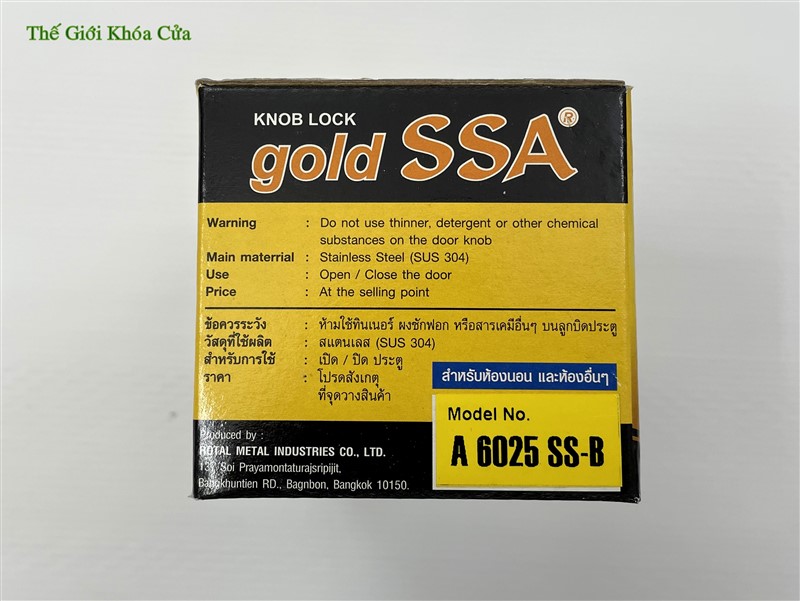 Thế Giới Khóa Cửa
KNOB LOCK
gold SSA®
Warning : Do not use thinner, detergent or other chemical
substances on the door knob
Main materrial : Stainless Steel (SUS 304)
Use : Open / Close the door
Price : At the selling point
ข้อควรระวัง : ห้ามใช้ทินเนอร์ ผงซักฟอก หรือสารเคมีอื่นๆ บนลูกบิดประตู
วัสดุที่ใช้ผลิต : สแตนเลส (SUS 304)
สำหรับการใช้ : เปิด / ปิด ประตู
ราคา : โปรดสังเกตุ
ที่จุดวางสินค้า
สำหรับห้องนอน และห้องอื่นๆ
Model No.
A 6025 SS-B
Produced by :
ROTAL METAL INDUSTRIES CO., LTD.
Soi Prayamontaturajsripijit,
Bangkhuntien RD., Bagnbon, Bangkok 10150.